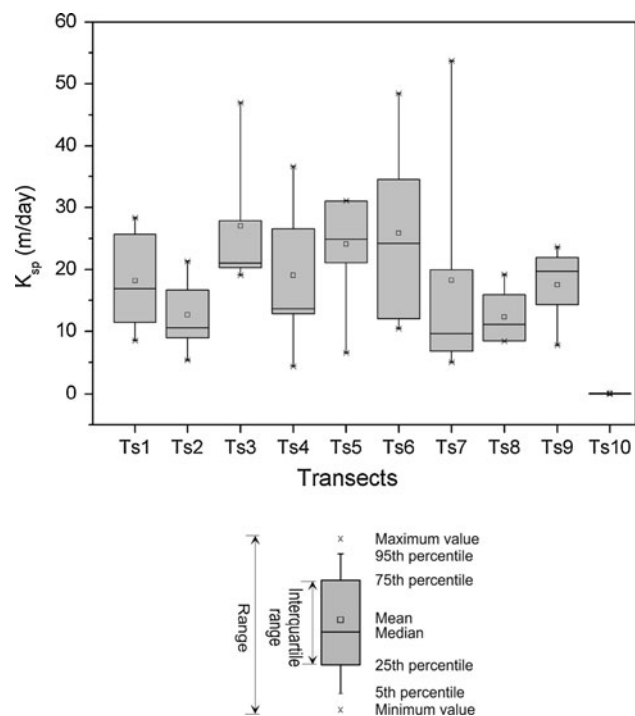 60
50
40
30
20
10
0
K_sp (m/day)
Ts1 Ts2 Ts3 Ts4 Ts5 Ts6 Ts7 Ts8 Ts9 Ts10
Transects
Range
Interquartile
range
Maximum value
95th percentile
75th percentile
Mean
Median
25th percentile
5th percentile
Minimum value